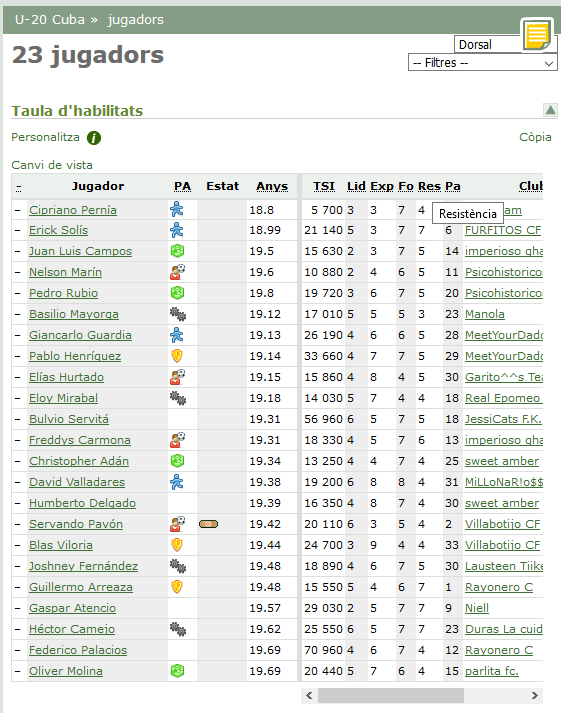 U-20 Cuba » jugadors
23 jugadors
Dorsal
-- Filtres --
Taula d'habilitats
Personalitza
Còpia
Canvi de vista
- Jugador PA Estat Anys TSI Lid Exp Fo Res Pa Club
– Cipriano Pernía 18.8 5 700 3 3 7 4 am
Resistència
– Erick Solís 18.99 21 140 5 3 7 7 6 FURFITOS CF
– Juan Luis Campos 19.5 15 630 2 3 7 5 14 imperioso gha
– Nelson Marín 19.6 10 880 2 4 6 5 11 Psicohistoricos
– Pedro Rubio 19.8 19 720 3 6 7 5 20 Psicohistoricos
– Basilio Mayorga 19.12 17 010 5 5 5 3 23 Manola
– Giancarlo Guardia 19.13 26 190 4 6 6 5 28 MeetYourDadd
– Pablo Henríquez 19.14 33 660 4 7 7 5 29 MeetYourDadd
– Elías Hurtado 19.15 15 860 4 8 4 5 30 Garito^^s Tea
– Eloy Mirabal 19.18 14 030 5 7 4 4 18 Real Epomeo
– Bulvio Servitá 19.31 56 960 6 5 7 5 18 JessiCats F.K.
– Freddys Carmona 19.31 18 330 4 5 7 6 13 imperioso gha
– Christopher Adán 19.34 13 250 4 4 7 4 25 sweet amber
– David Valladares 19.38 19 200 6 8 8 4 31 MiLLoNaR!o$$
– Humberto Delgado 19.39 16 350 4 8 7 4 30 sweet amber
– Servando Pavón 19.42 20 110 6 3 5 4 2 Villabotijo CF
– Blas Viloria 19.44 24 700 3 9 4 4 33 Villabotijo CF
– Joshney Fernández 19.48 18 890 4 6 7 5 30 Lausteen Tiike
– Guillermo Arreaza 19.48 15 550 5 4 6 7 1 Rayonero C
– Gaspar Atencio 19.57 29 030 2 5 7 7 9 Niell
– Héctor Camejo 19.62 25 550 6 5 7 7 23 Duras La cuid
– Federico Palacios 19.69 70 960 4 6 7 4 12 Rayonero C
– Oliver Molina 19.69 20 440 5 7 6 4 15 parlita fc.